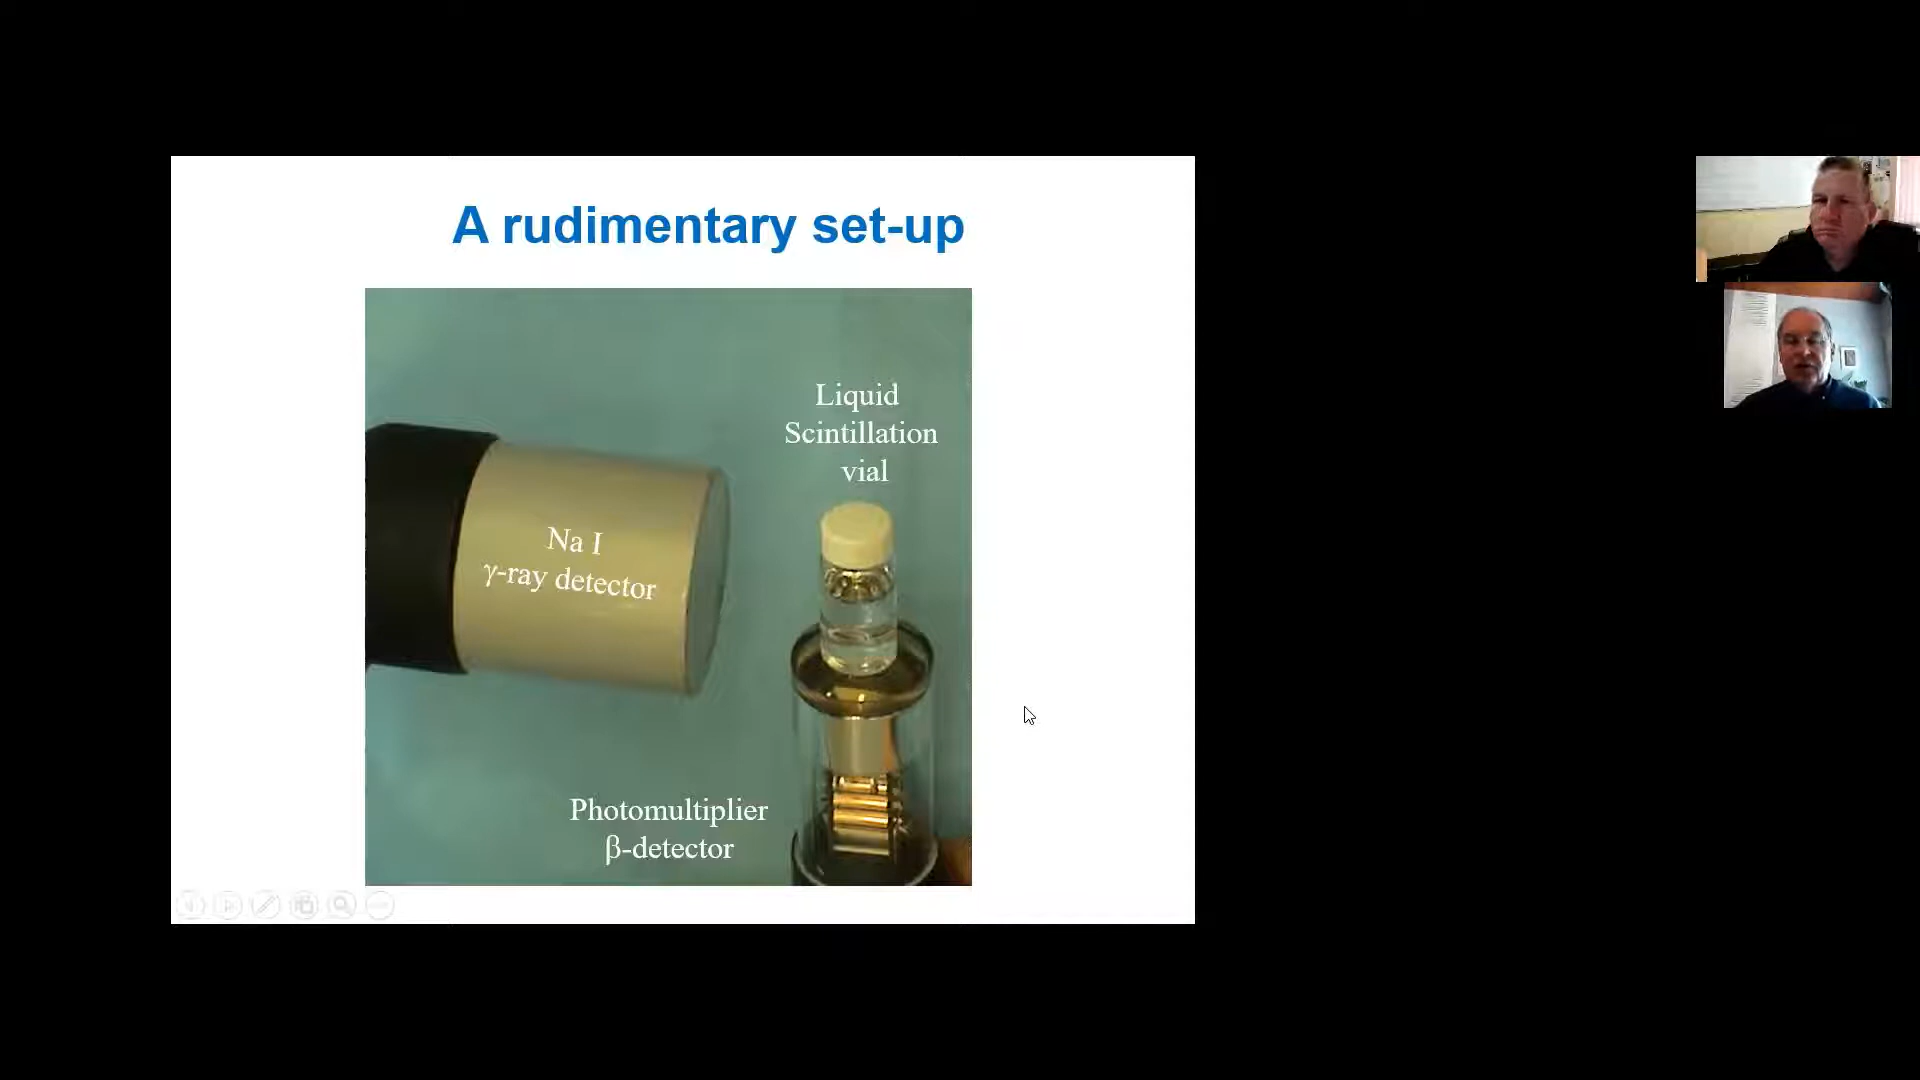 A rudimentary set-up
Liquid
Scintillation
vial
Na I
γ-ray detector
Photomultiplier
β-detector